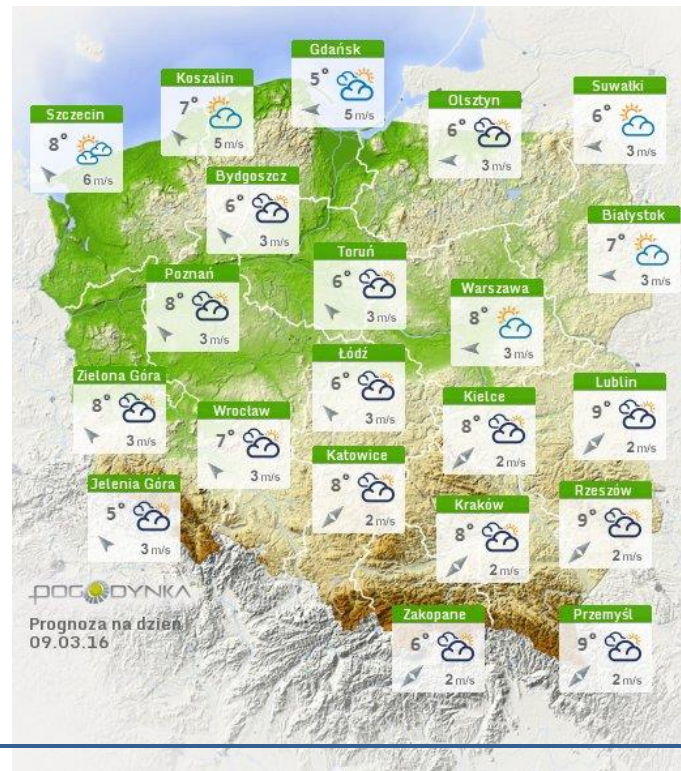 Gdańsk
5°
5 m/s
Koszalin
7°
5 m/s
Suwałki
6°
3 m/s
Olsztyn
6°
3 m/s
Szczecin
8°
6 m/s
Bydgoszcz
6°
3 m/s
Białystok
7°
3 m/s
Toruń
6°
3 m/s
Poznań
8°
3 m/s
Warszawa
8°
3 m/s
Łódź
6°
3 m/s
Zielona Góra
8°
3 m/s
Lublin
9°
2 m/s
Kielce
8°
2 m/s
Wrocław
7°
3 m/s
Katowice
8°
2 m/s
Jelenia Góra
5°
3 m/s
Rzeszów
9°
2 m/s
Kraków
8°
2 m/s
POGODYNKA
Prognoza na dzień
09.03.16
Zakopane
6°
2 m/s
Przemyśl
9°
2 m/s